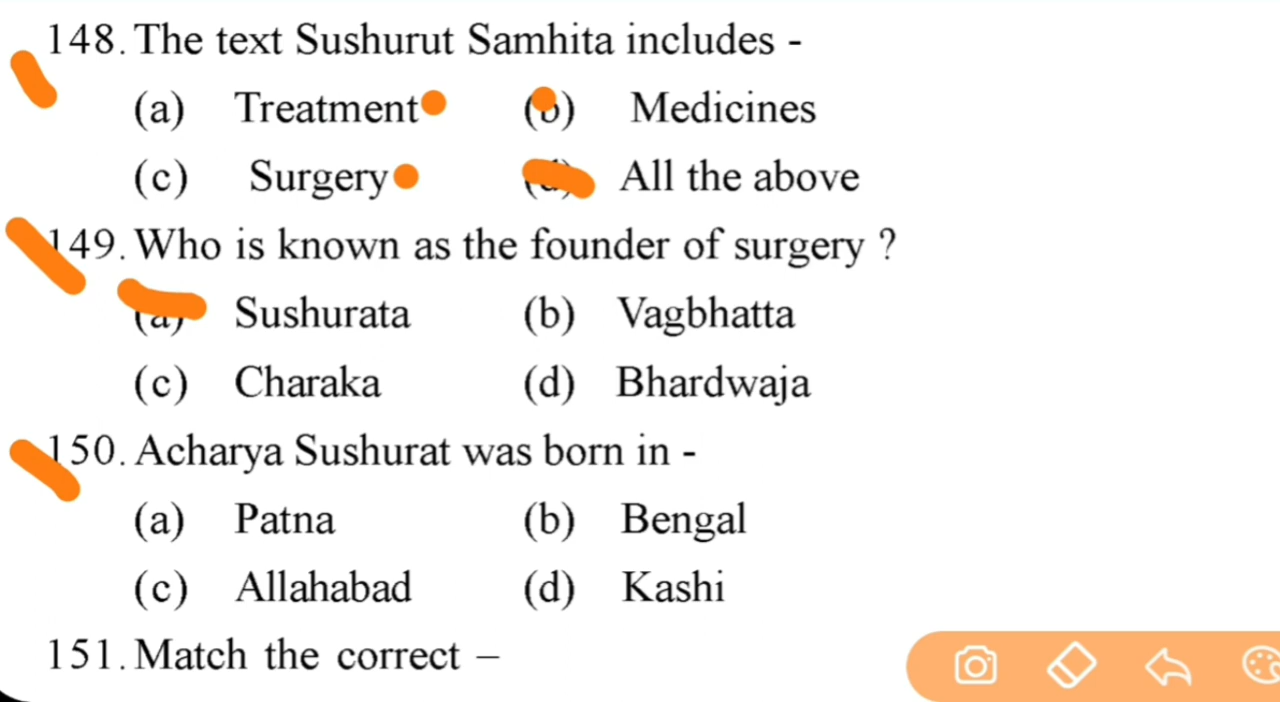 148. The text Sushurut Samhita includes -
(a) Treatment (b) Medicines
(c) Surgery (d) All the above
149. Who is known as the founder of surgery ?
(a) Sushurata (b) Vagbhatta
(c) Charaka (d) Bhardwaja
150. Acharya Sushurat was born in -
(a) Patna (b) Bengal
(c) Allahabad (d) Kashi
151. Match the correct –